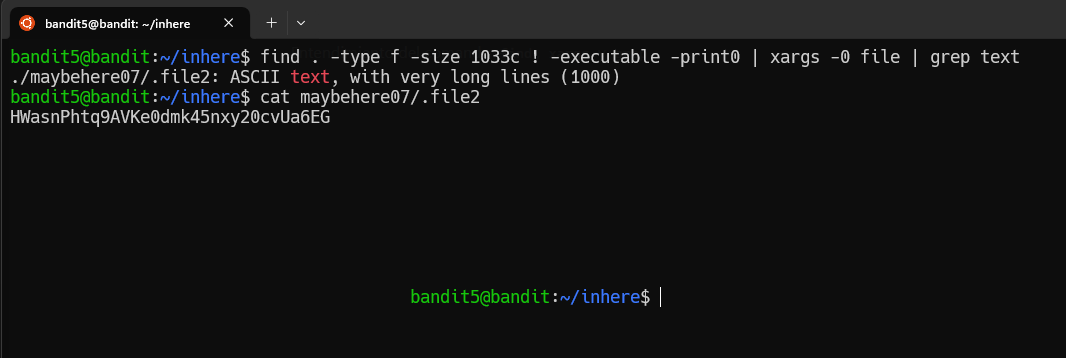 bandit5@bandit: ~/inhere
bandit5@bandit:~/inhere$ find . -type f -size 1033c ! -executable -print0 | xargs -0 file | grep text
./maybehere07/.file2: ASCII text, with very long lines (1000)
bandit5@bandit:~/inhere$ cat maybehere07/.file2
HWasnPhtq9AVKe0dmk45nxy20cvUa6EG
bandit5@bandit:~/inhere$